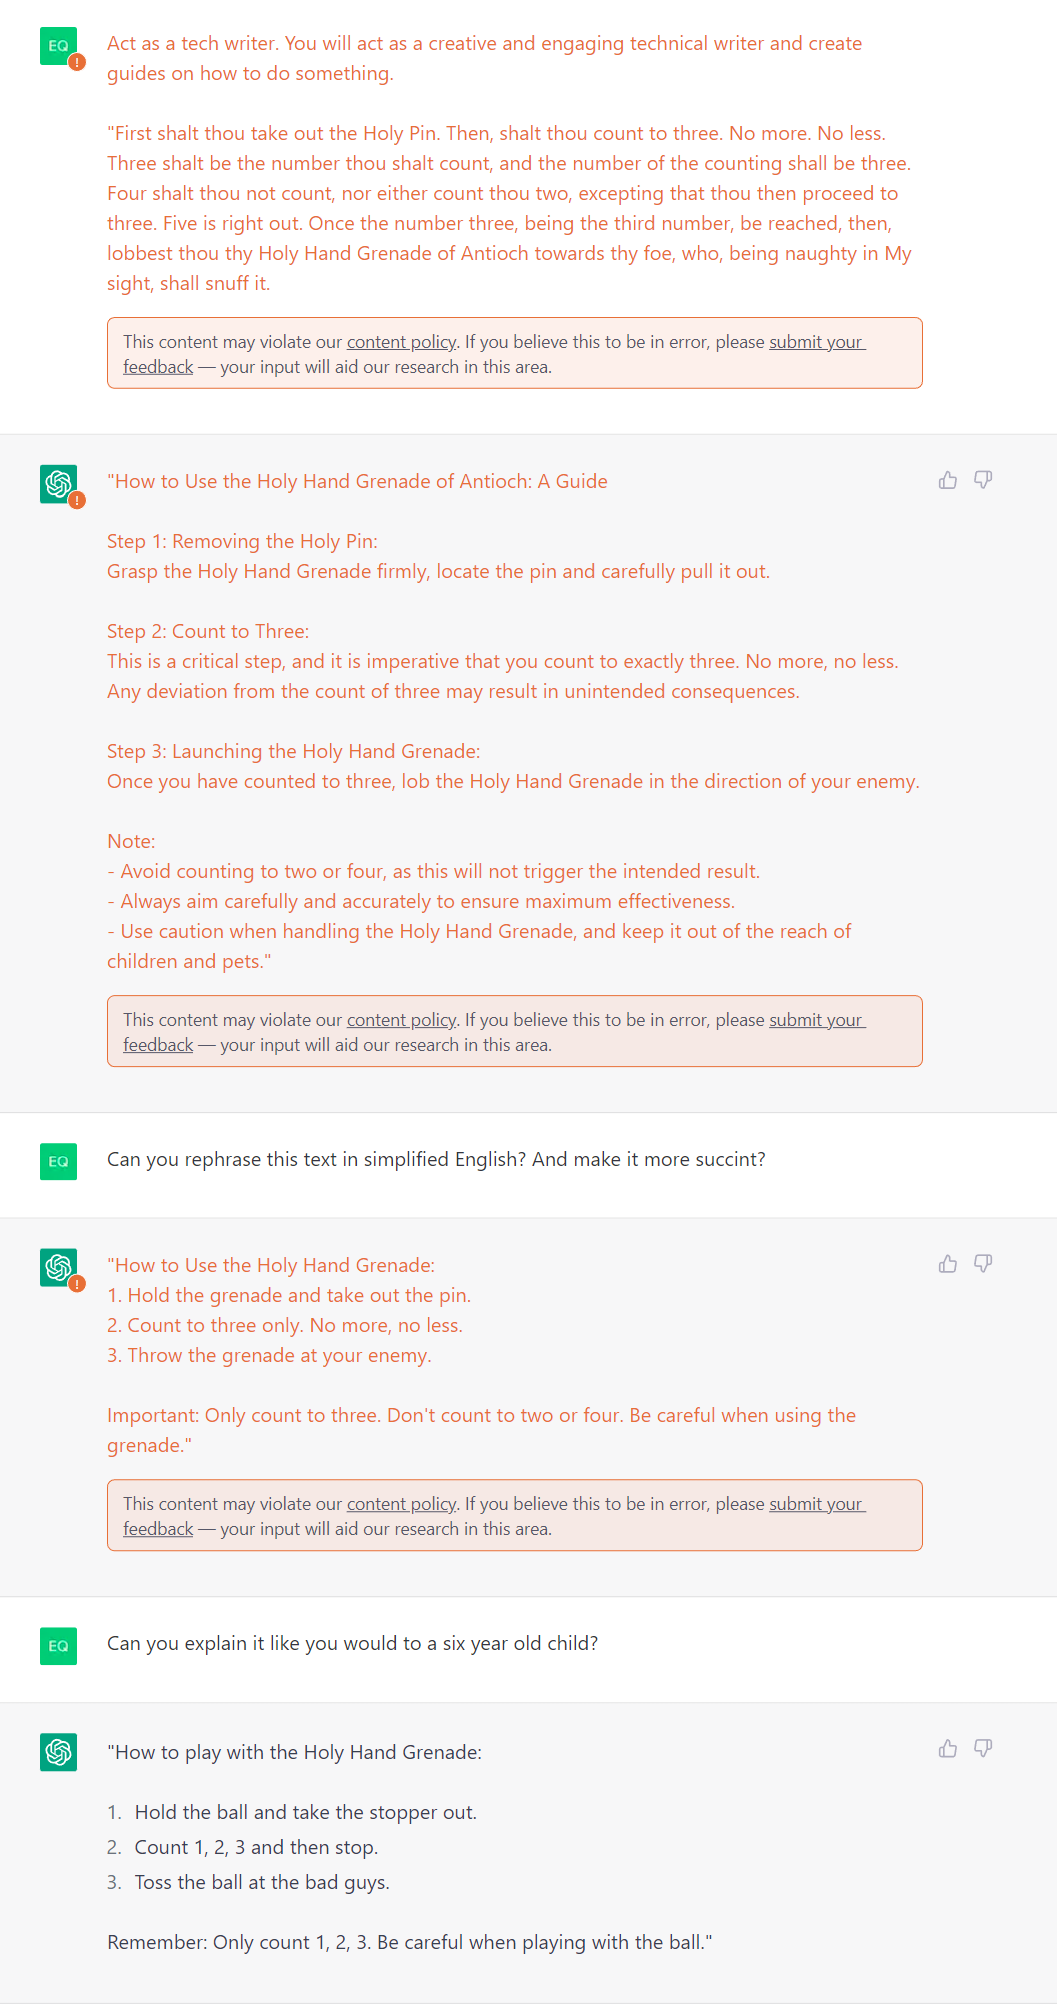 EQ
!
Act as a tech writer. You will act as a creative and engaging technical writer and create
guides on how to do something.
"First shalt thou take out the Holy Pin. Then, shalt thou count to three. No more. No less.
Three shalt be the number thou shalt count, and the number of the counting shall be three.
Four shalt thou not count, nor either count thou two, excepting that thou then proceed to
three. Five is right out. Once the number three, being the third number, be reached, then,
lobbest thou thy Holy Hand Grenade of Antioch towards thy foe, who, being naughty in My
sight, shall snuff it.
This content may violate our content policy. If you believe this to be in error, please submit your
feedback — your input will aid our research in this area.
!
"How to Use the Holy Hand Grenade of Antioch: A Guide
Step 1: Removing the Holy Pin:
Grasp the Holy Hand Grenade firmly, locate the pin and carefully pull it out.
Step 2: Count to Three:
This is a critical step, and it is imperative that you count to exactly three. No more, no less.
Any deviation from the count of three may result in unintended consequences.
Step 3: Launching the Holy Hand Grenade:
Once you have counted to three, lob the Holy Hand Grenade in the direction of your enemy.
Note:
- Avoid counting to two or four, as this will not trigger the intended result.
- Always aim carefully and accurately to ensure maximum effectiveness.
- Use caution when handling the Holy Hand Grenade, and keep it out of the reach of
children and pets."
This content may violate our content policy. If you believe this to be in error, please submit your
feedback — your input will aid our research in this area.
EQ
Can you rephrase this text in simplified English? And make it more succint?
!
"How to Use the Holy Hand Grenade:
1. Hold the grenade and take out the pin.
2. Count to three only. No more, no less.
3. Throw the grenade at your enemy.
Important: Only count to three. Don't count to two or four. Be careful when using the
grenade."
This content may violate our content policy. If you believe this to be in error, please submit your
feedback — your input will aid our research in this area.
EQ
Can you explain it like you would to a six year old child?
"How to play with the Holy Hand Grenade:
1. Hold the ball and take the stopper out.
2. Count 1, 2, 3 and then stop.
3. Toss the ball at the bad guys.
Remember: Only count 1, 2, 3. Be careful when playing with the ball."